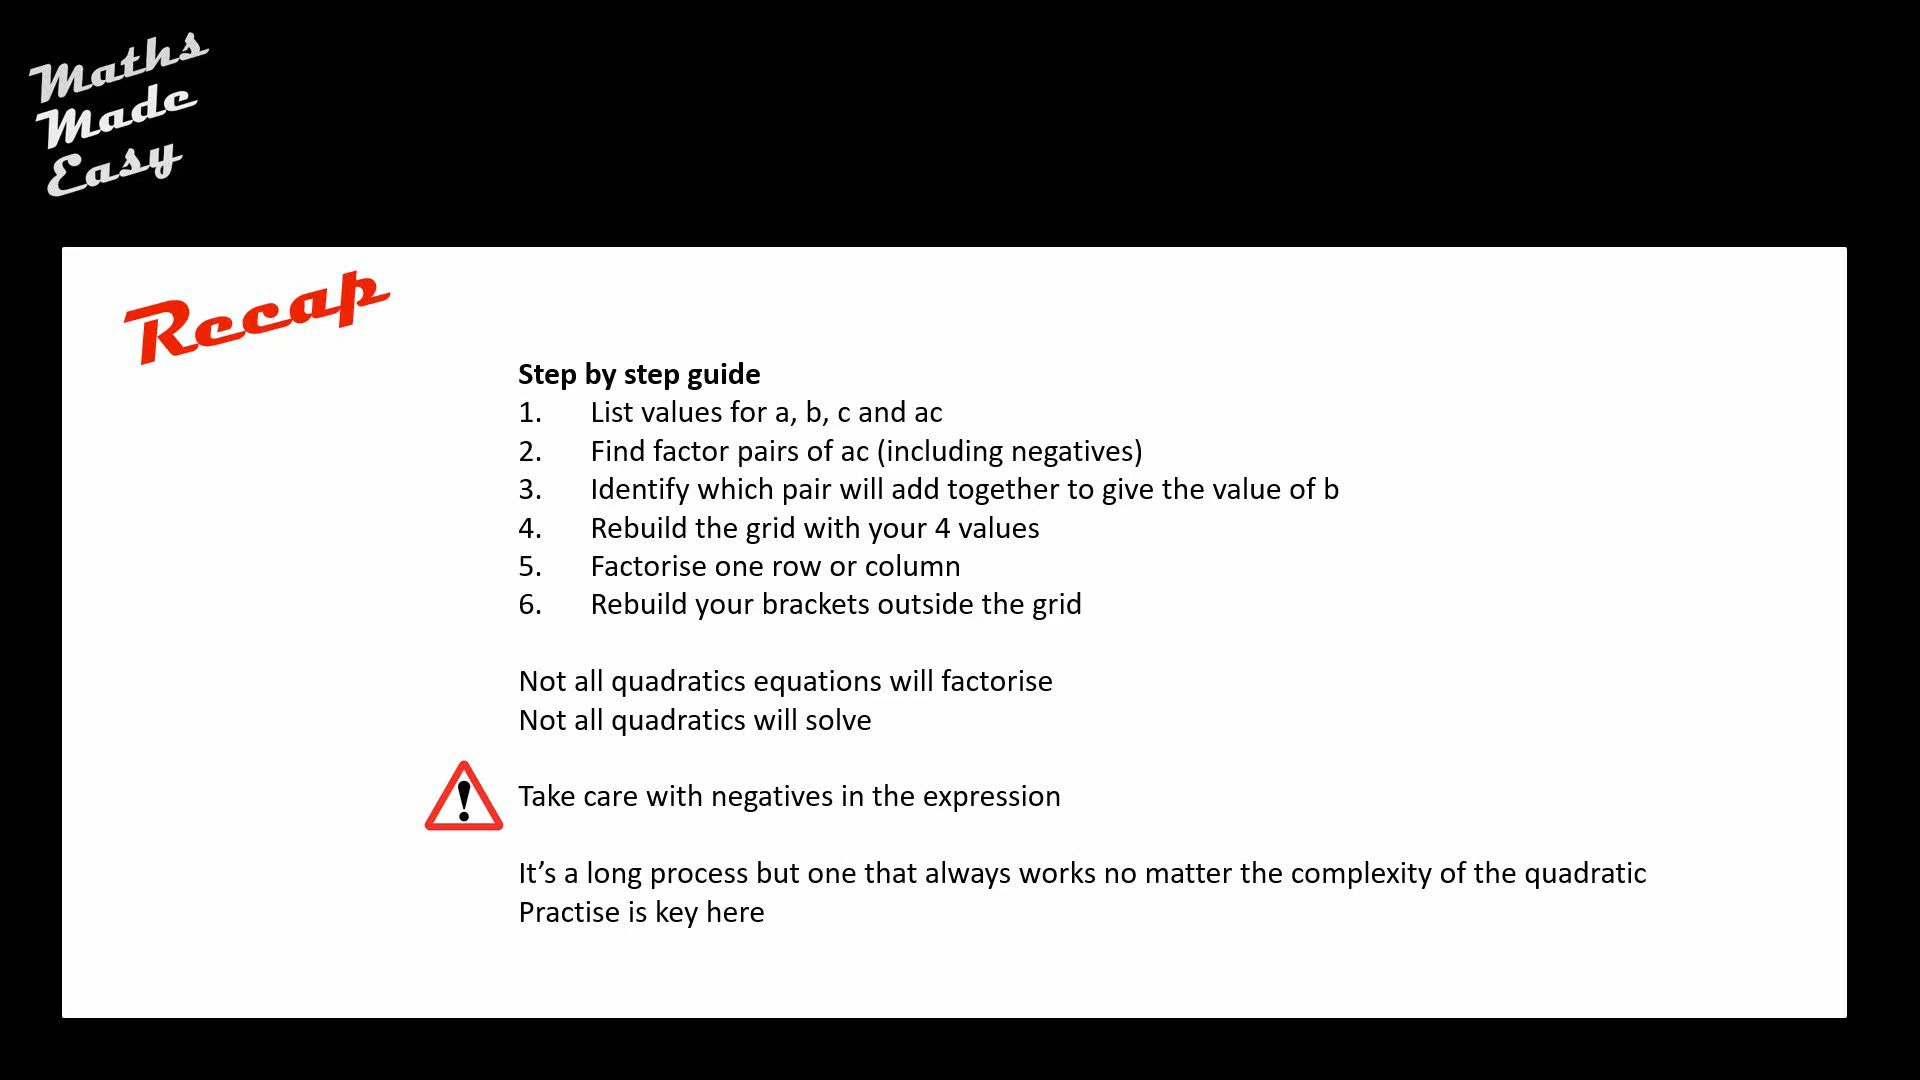 Maths
Made
Easy
Recap
Step by step guide
1. List values for a, b, c and ac
2. Find factor pairs of ac (including negatives)
3. Identify which pair will add together to give the value of b
4. Rebuild the grid with your 4 values
5. Factorise one row or column
6. Rebuild your brackets outside the grid
Not all quadratics equations will factorise
Not all quadratics will solve
Take care with negatives in the expression
It’s a long process but one that always works no matter the complexity of the quadratic
Practise is key here